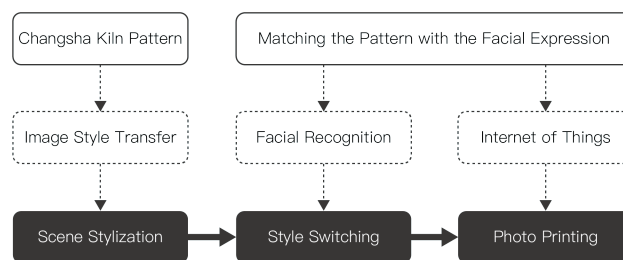 Changsha Kiln Pattern
Matching the Pattern with the Facial Expression
Image Style Transfer
Facial Recognition
Internet of Things
Scene Stylization
Style Switching
Photo Printing